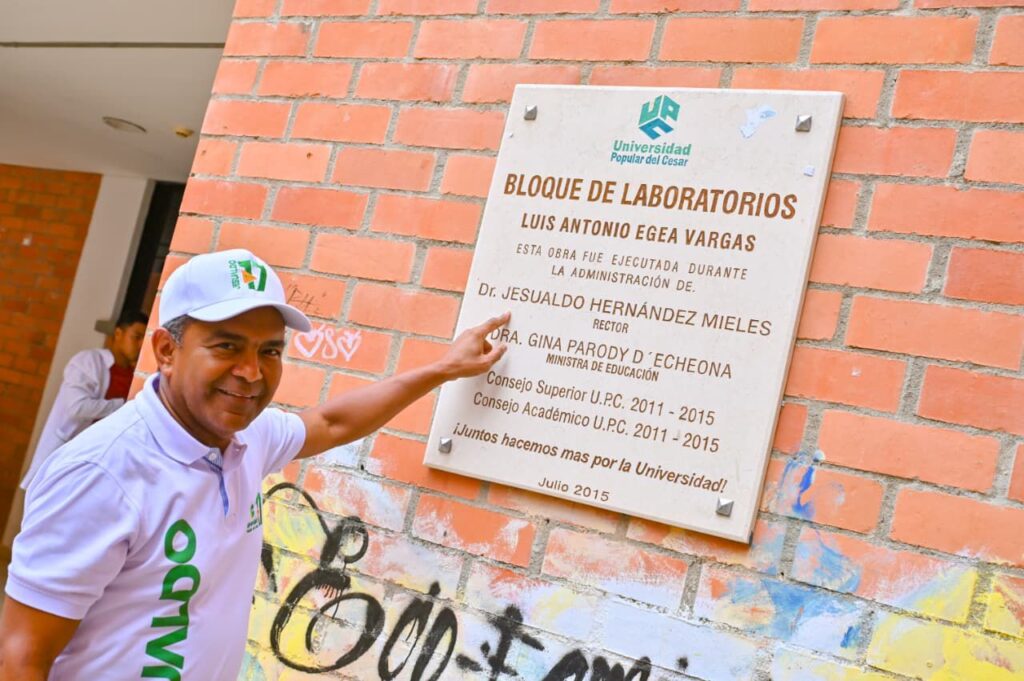 UPC
Universidad
Popular del Cesar
BLOQUE DE LABORATORIOS
LUIS ANTONIO EGEA VARGAS
ESTA OBRA FUE EJECUTADA DURANTE
LA ADMINISTRACIÓN DE.
Dr. JESUALDO HERNÁNDEZ MIELES
RECTOR
DRA. GINA PARODY D´ECHEONA
MINISTRA DE EDUCACIÓN
Consejo Superior U.P.C. 2011 - 2015
Consejo Académico U.P.C. 2011 - 2015
¡Juntos hacemos mas por la Universidad!
Julio 2015